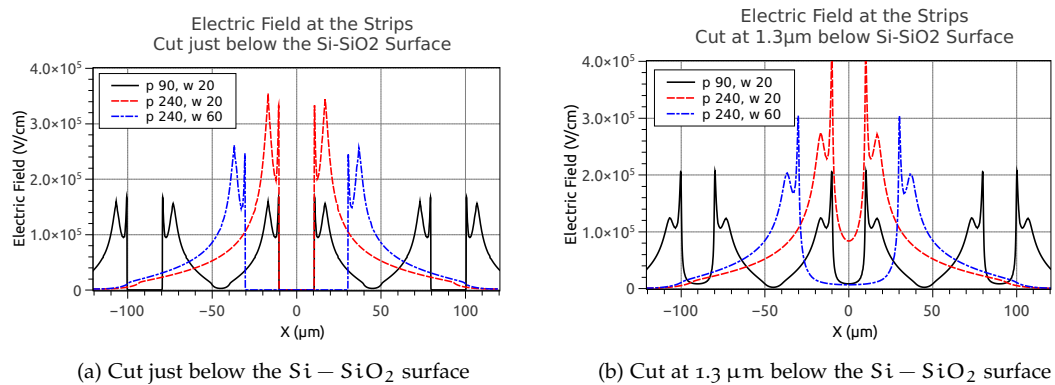 Electric Field at the Strips
Cut just below the Si-SiO2 Surface
Electric Field (V/cm)
4.0×10⁵
3.0×10⁵
2.0×10⁵
1.0×10⁵
0
p 90, w 20
p 240, w 20
p 240, w 60
−100
−50
0
50
100
X (µm)
(a) Cut just below the Si − SiO₂ surface
Electric Field at the Strips
Cut at 1.3µm below Si-SiO2 Surface
Electric Field (V/cm)
4.0×10⁵
3.0×10⁵
2.0×10⁵
1.0×10⁵
0
p 90, w 20
p 240, w 20
p 240, w 60
−100
−50
0
50
100
X (µm)
(b) Cut at 1.3 µm below the Si − SiO₂ surface